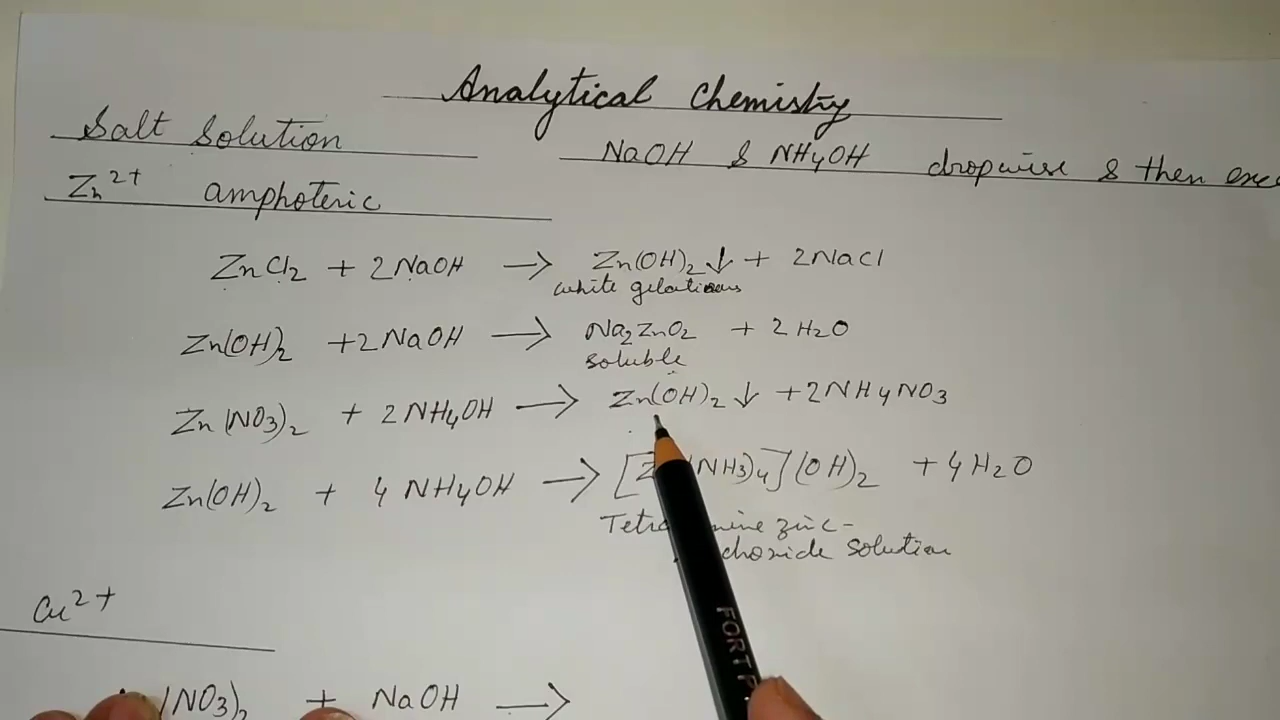 Analytical Chemistry
Salt Solution
NaOH & NH4OH dropwise & then
Zn2+ amphoteric
ZnCl2 + 2NaOH → Zn(OH)2↓ + 2NaCl
white gelatinous
Zn(OH)2 +2NaOH → Na2ZnO2 + 2H2O
soluble
Zn(NO3)2 + 2NH4OH → Zn(OH)2↓ +2NH4NO3
Zn(OH)2 + 4NH4OH → [ (NH3)4](OH)2 + 4H2O
zinc-
solution
Cu2+
(NO3)2 + NaOH →
FORT